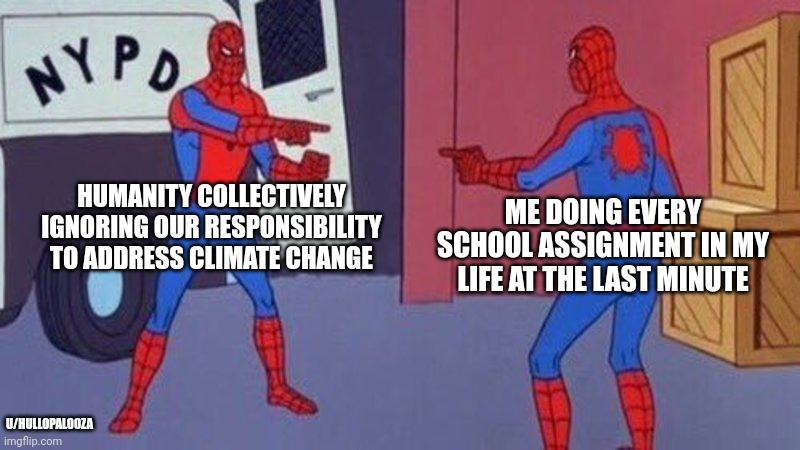 NYPD
HUMANITY COLLECTIVELY
IGNORING OUR RESPONSIBILITY
TO ADDRESS CLIMATE CHANGE
ME DOING EVERY
SCHOOL ASSIGNMENT IN MY
LIFE AT THE LAST MINUTE
U/HULLOPALOOZA
imgflip.com